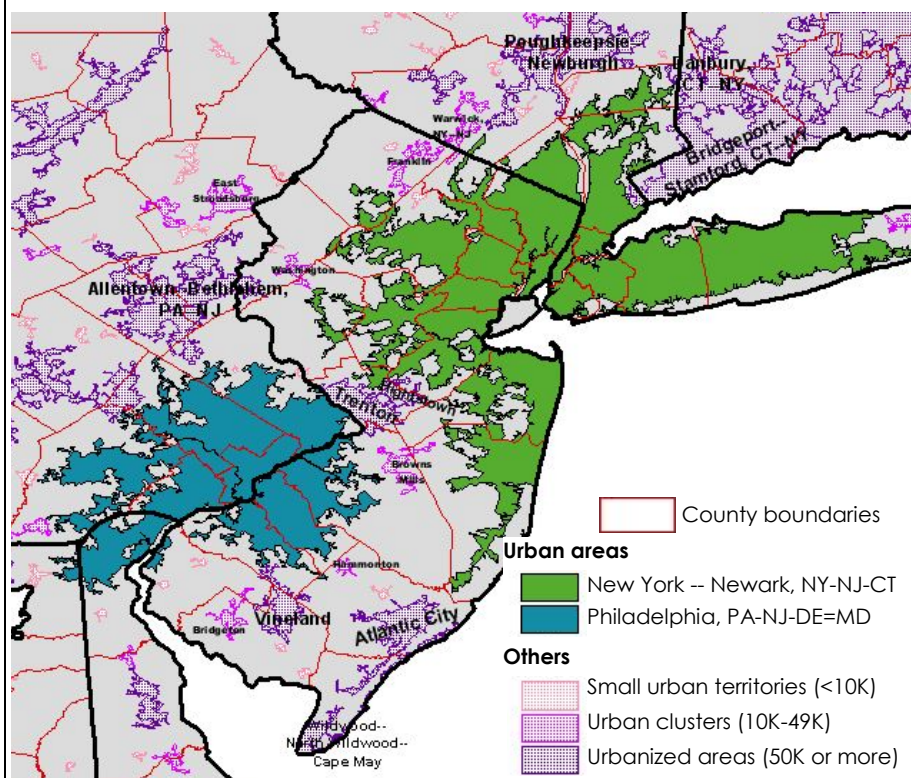 Poughkeepsie--
Newburgh
Danbury,
CT--NY
Bridgeport--
Stamford, CT--NY
Warwick,
NY--NJ
Franklin
East
Stroudsburg
Washington
Allentown--Bethlehem,
PA--NJ
Trenton
Hightstown
Browns
Mills
Hammonton
Vineland
Bridgeton
Atlantic City
Wildwood--
North Wildwood--
Cape May
County boundaries
Urban areas
New York -- Newark, NY-NJ-CT
Philadelphia, PA-NJ-DE=MD
Others
Small urban territories (<10K)
Urban clusters (10K-49K)
Urbanized areas (50K or more)